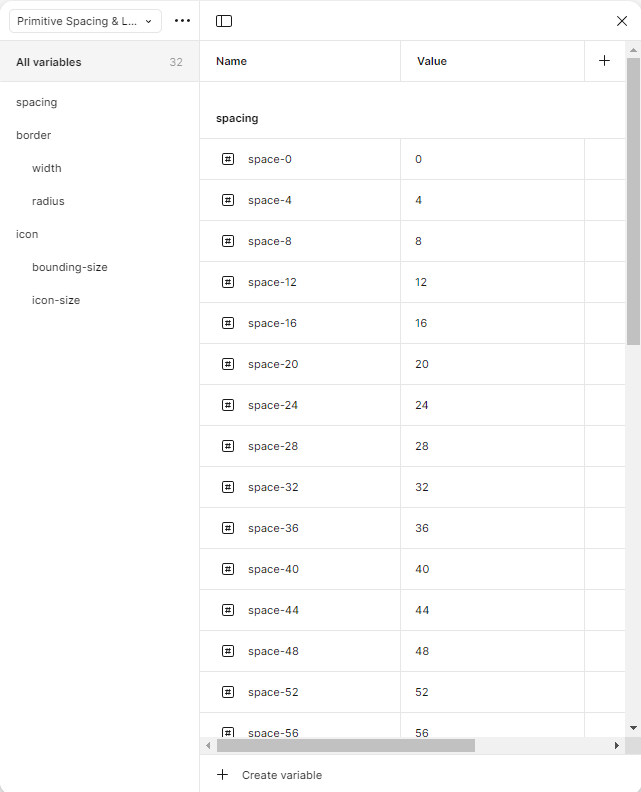 Primitive Spacing & L...
All variables 32
spacing
border
width
radius
icon
bounding-size
icon-size
Name Value
spacing
space-0 0
space-4 4
space-8 8
space-12 12
space-16 16
space-20 20
space-24 24
space-28 28
space-32 32
space-36 36
space-40 40
space-44 44
space-48 48
space-52 52
space-56 56
Create variable